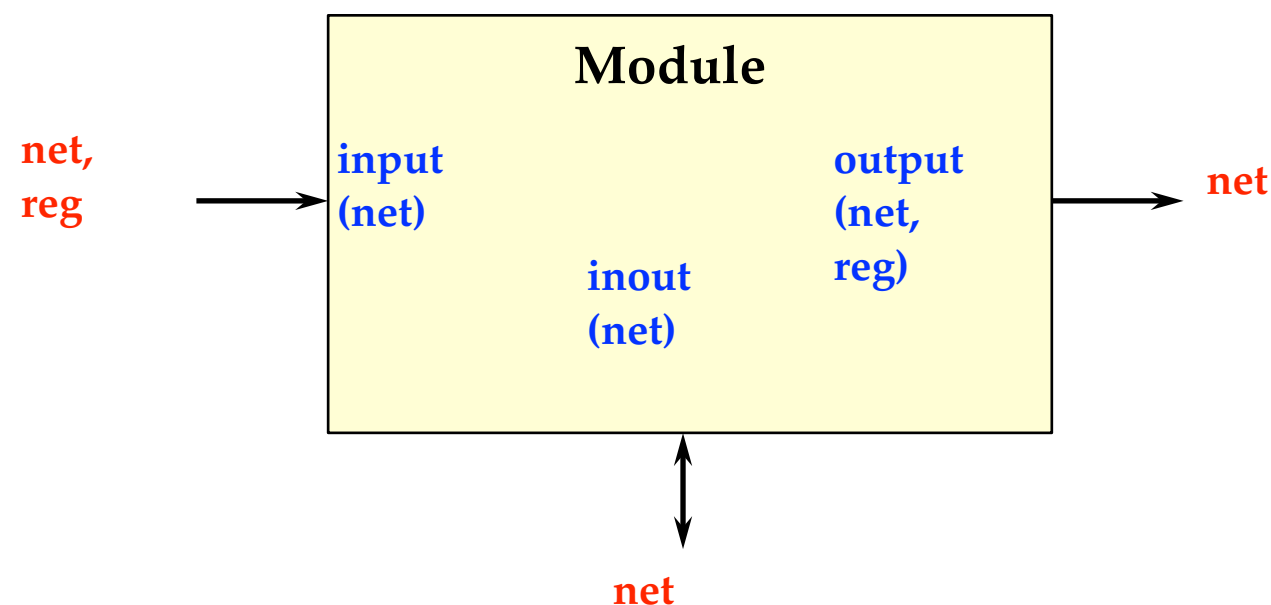 Module
net,
reg
input
(net)
output
(net,
reg)
net
inout
(net)
net